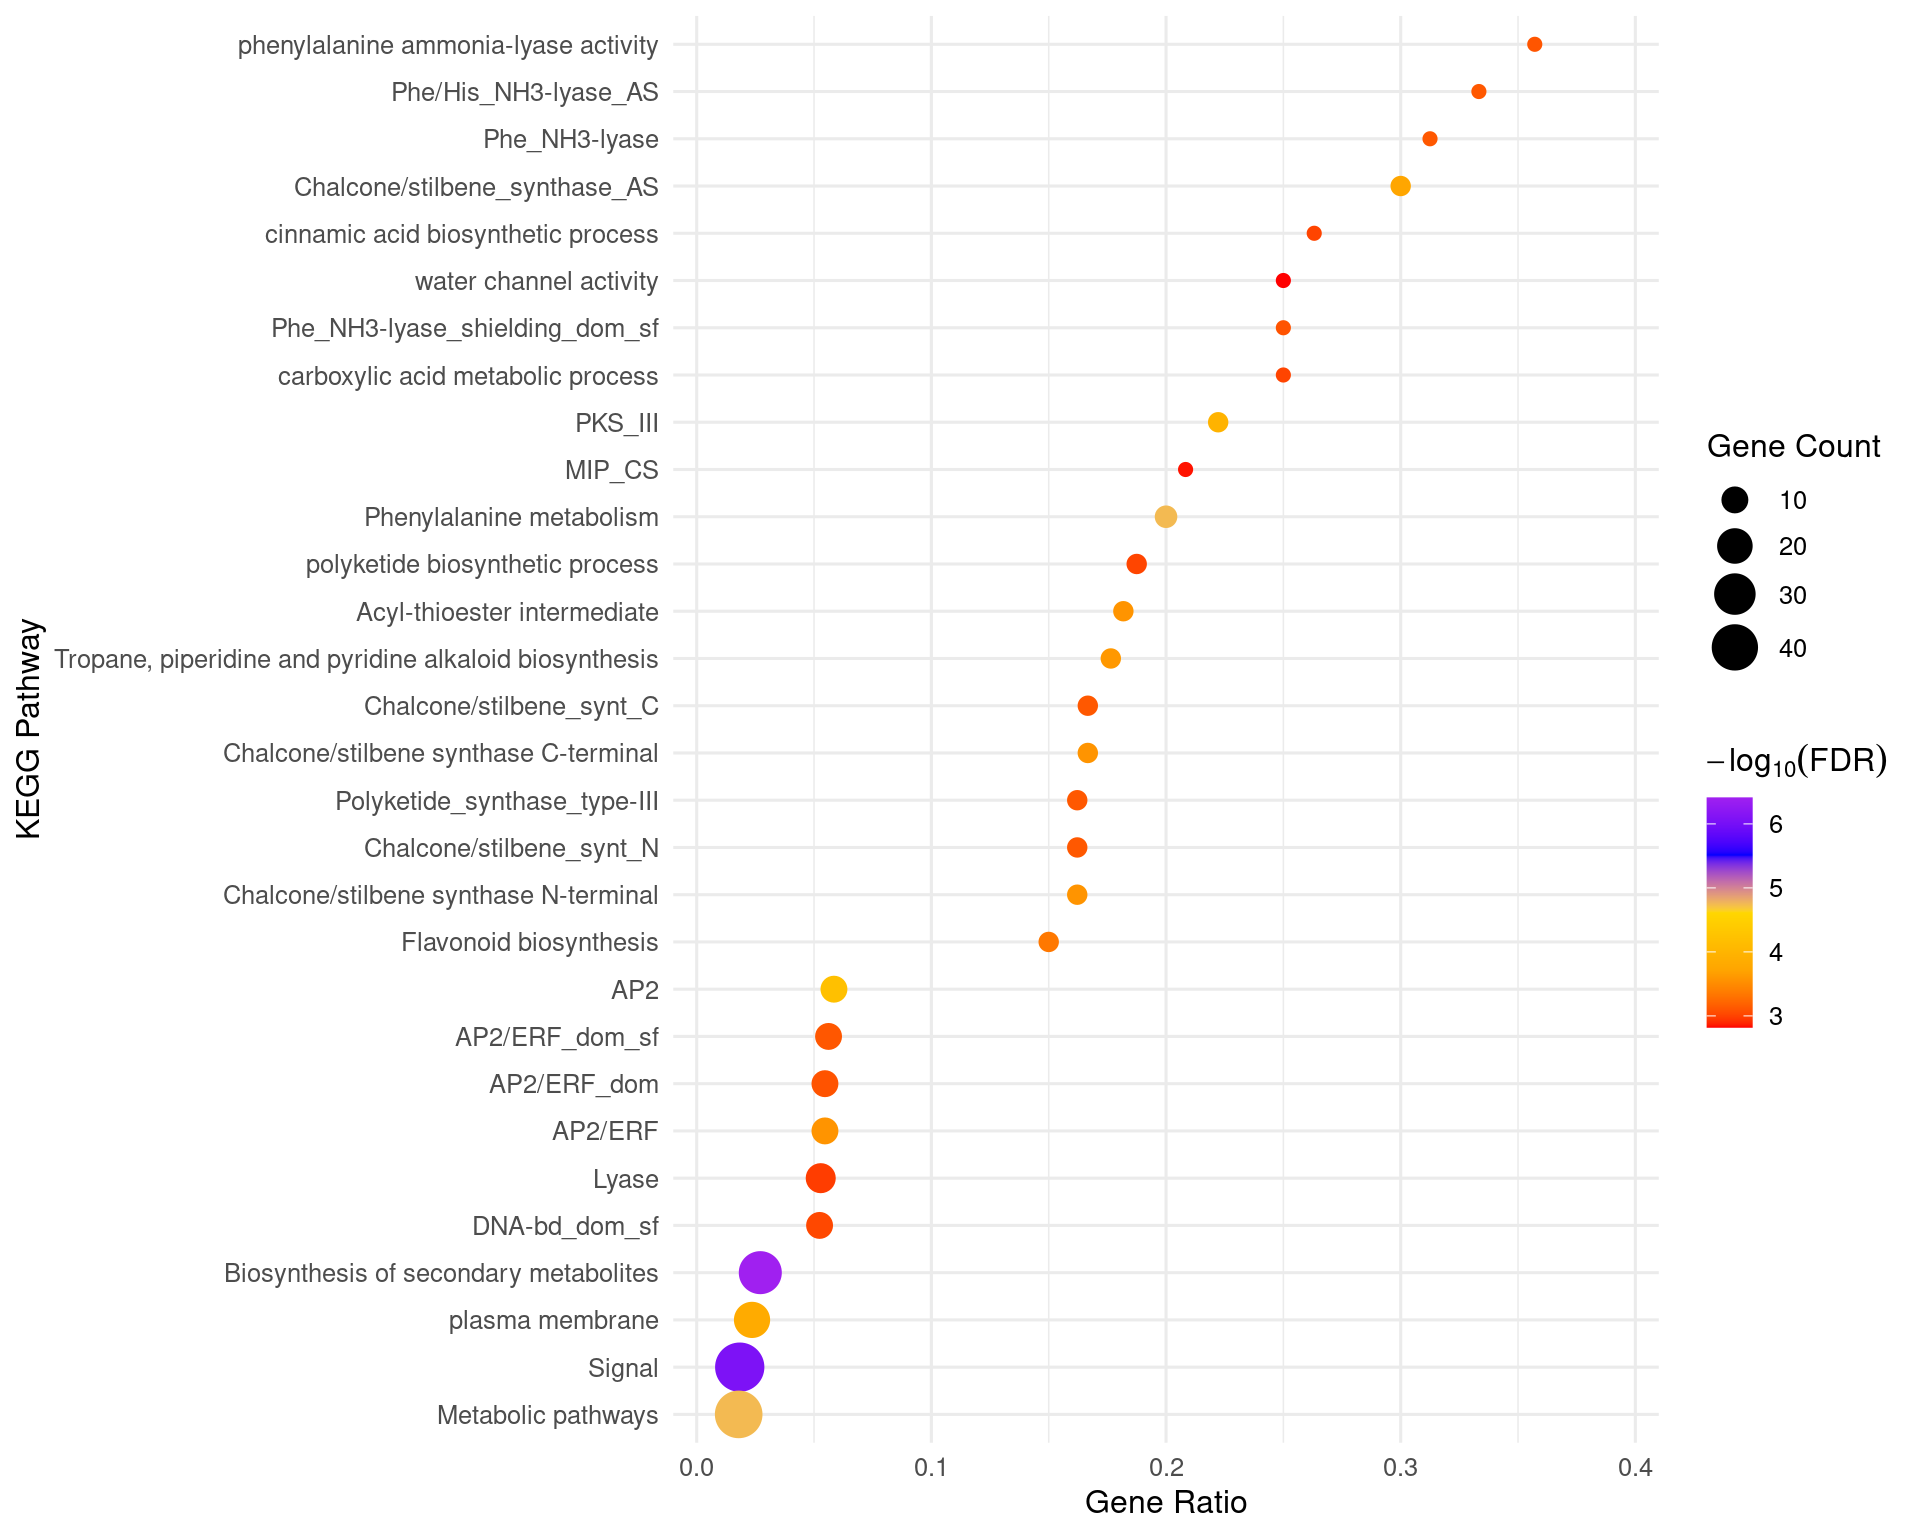 phenylalanine ammonia-lyase activity
Phe/His_NH3-lyase_AS
Phe_NH3-lyase
Chalcone/stilbene_synthase_AS
cinnamic acid biosynthetic process
water channel activity
Phe_NH3-lyase_shielding_dom_sf
carboxylic acid metabolic process
PKS_III
MIP_CS
Phenylalanine metabolism
polyketide biosynthetic process
Acyl-thioester intermediate
Tropane, piperidine and pyridine alkaloid biosynthesis
Chalcone/stilbene_synt_C
Chalcone/stilbene synthase C-terminal
Polyketide_synthase_type-III
Chalcone/stilbene_synt_N
Chalcone/stilbene synthase N-terminal
Flavonoid biosynthesis
AP2
AP2/ERF_dom_sf
AP2/ERF_dom
AP2/ERF
Lyase
DNA-bd_dom_sf
Biosynthesis of secondary metabolites
plasma membrane
Signal
Metabolic pathways
KEGG Pathway
0.0 0.1 0.2 0.3 0.4
Gene Ratio
Gene Count
10
20
30
40
−log₁₀(FDR)
6
5
4
3